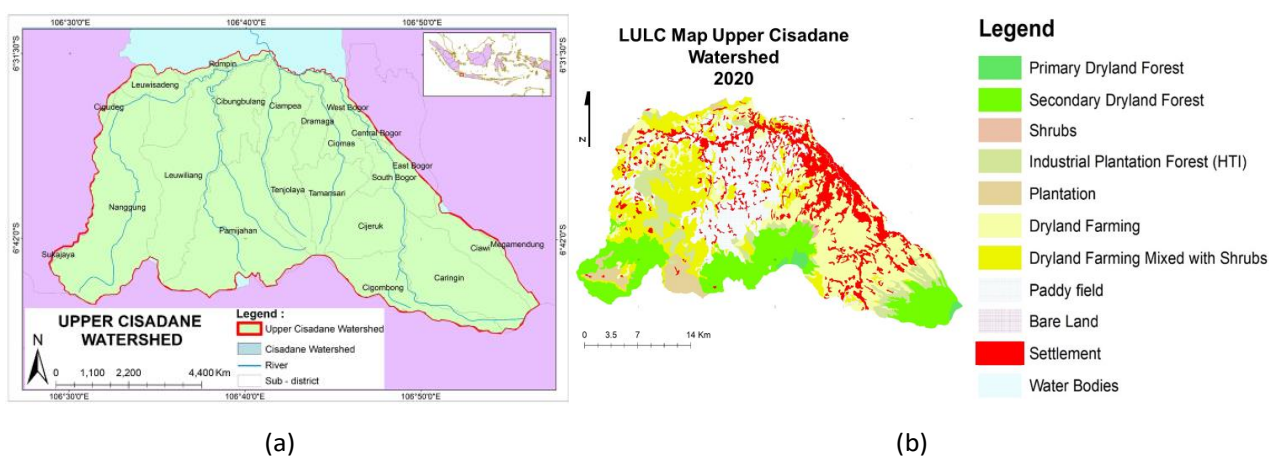 106°30'0"E
106°40'0"E
106°50'0"E
6°31'30"S
6°31'30"S
Rumpin
Leuwisadeng
Cigudeg
Cibungbulang
Ciampea
West Bogor
Dramaga
Central Bogor
Ciomas
East Bogor
South Bogor
Leuwiliang
Tenjolaya
Tamansari
Nanggung
Pamijahan
Cijeruk
6°42'0"S
6°42'0"S
Sukajaya
Ciawi
Megamendung
Caringin
Cigombong
UPPER CISADANE
WATERSHED
N
0 1,100 2,200 4,400 Km
Legend :
Upper Cisadane Watershed
Cisadane Watershed
River
Sub - district
106°30'0"E
106°40'0"E
106°50'0"E
(a)
LULC Map Upper Cisadane
Watershed
2020
N
0 3.5 7 14 Km
Legend
Primary Dryland Forest
Secondary Dryland Forest
Shrubs
Industrial Plantation Forest (HTI)
Plantation
Dryland Farming
Dryland Farming Mixed with Shrubs
Paddy field
Bare Land
Settlement
Water Bodies
(b)